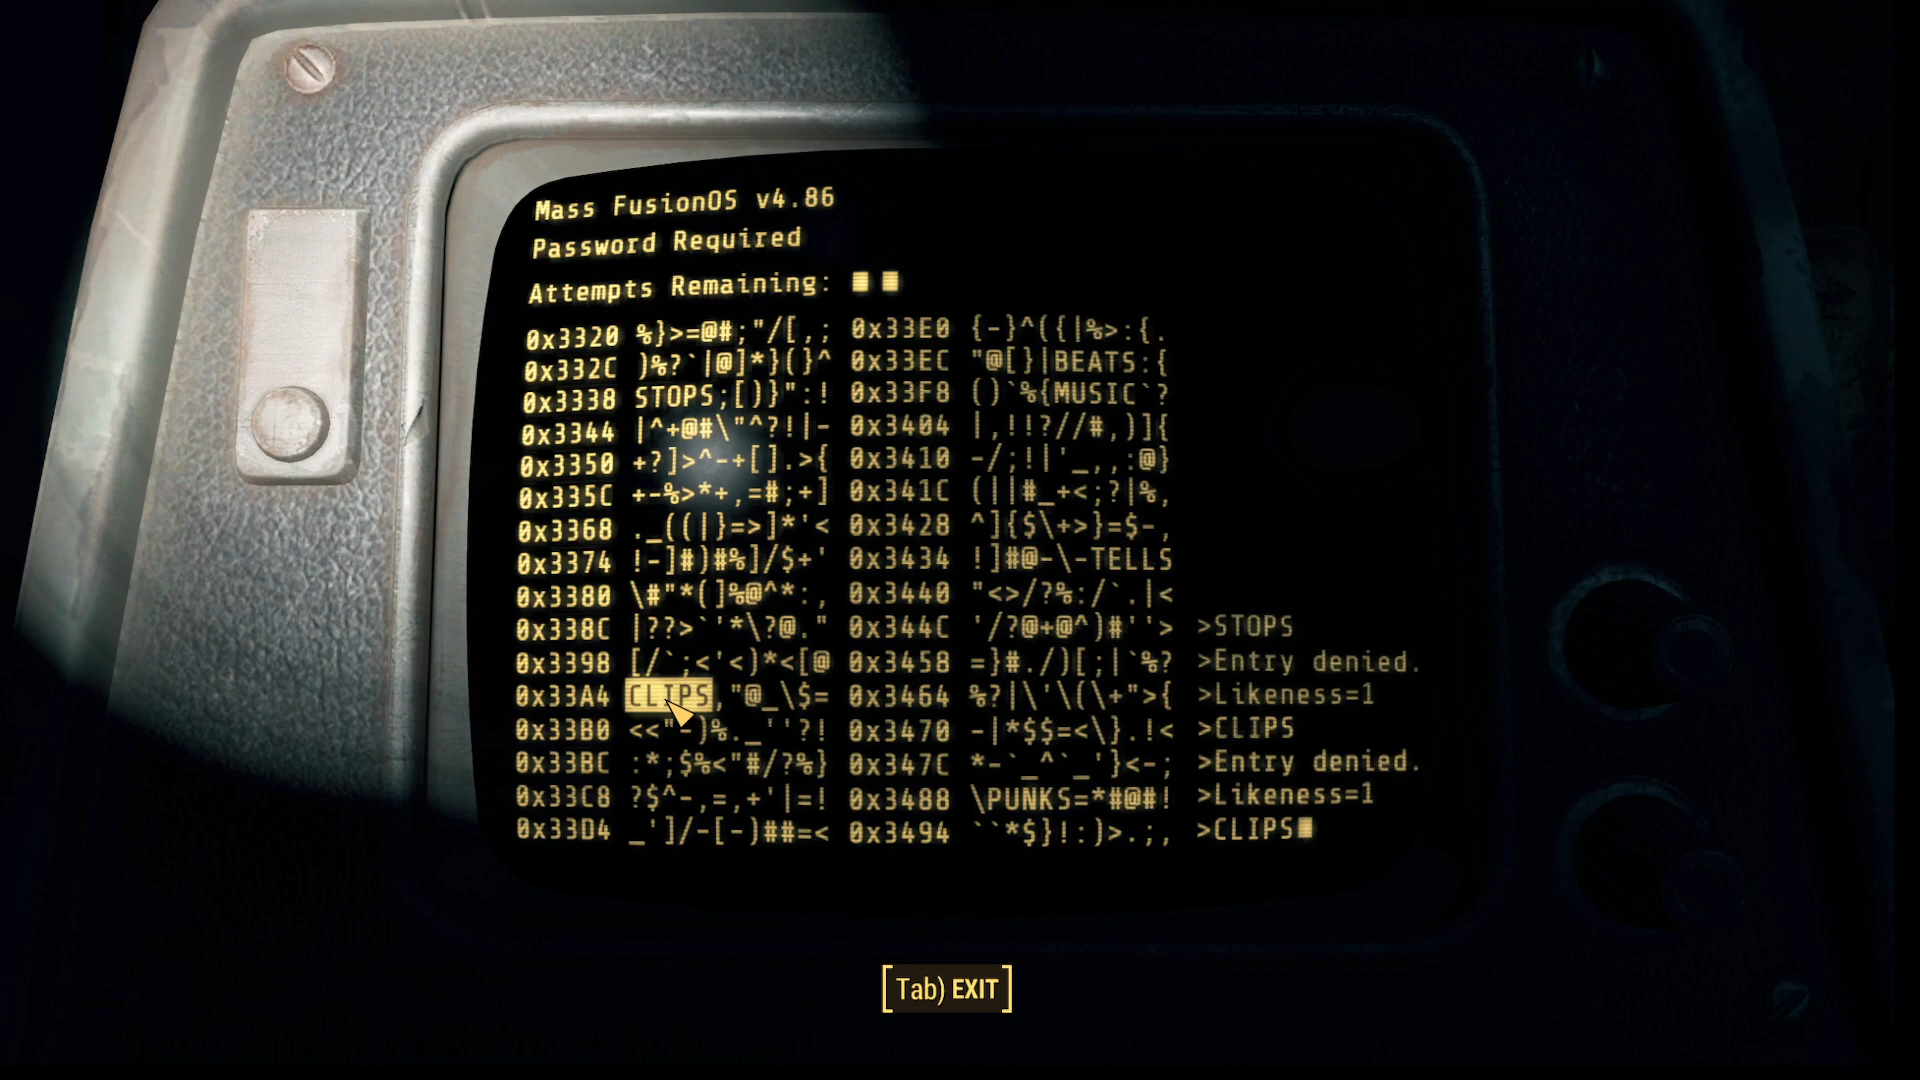 Mass FusionOS v4.86
Password Required
Attempts Remaining:
0x3320 %}>=@#;"/[,; 0x33E0 {-}^({|%>:{.
0x332C )%?`|@]*}(}^ 0x33EC "@[}|BEATS:{
0x3338 STOPS;[)}":! 0x33F8 ()`%{MUSIC`?
0x3344 |^+@#\"^?!|- 0x3404 |,!!?//#,)]{
0x3350 +?]>^-+[].>{ 0x3410 -/;!|'_,,:@}
0x335C +-%>*+,=#;+] 0x341C (||#_+<;?|%,
0x3368 ._((|}=>]*'< 0x3428 ^]{$\+>}=$-,
0x3374 !-]#)#%]/$+' 0x3434 !]#@-\-TELLS
0x3380 \#"*(]%@^*:, 0x3440 "<>/?%:/`.|<
0x338C |??>`'*\?@." 0x344C '/?@+@^)#''> >STOPS
0x3398 [/`;<'<)*<[@ 0x3458 =}#./)[;|`%? >Entry denied.
0x33A4 CLIPS,"@_\$= 0x3464 %?|\'\(\+">{ >Likeness=1
0x33B0 <<"-)%._''?! 0x3470 -|*$$=<\}.!< >CLIPS
0x33BC :*;$%<"#/?%} 0x347C *-`_^`_'}<-; >Entry denied.
0x33C8 ?$^-,=,+'|=! 0x3488 \PUNKS=*#@#! >Likeness=1
0x33D4 _']/-[-)##=< 0x3494 ``*$}!:)>.;, >CLIPS
[Tab) EXIT]